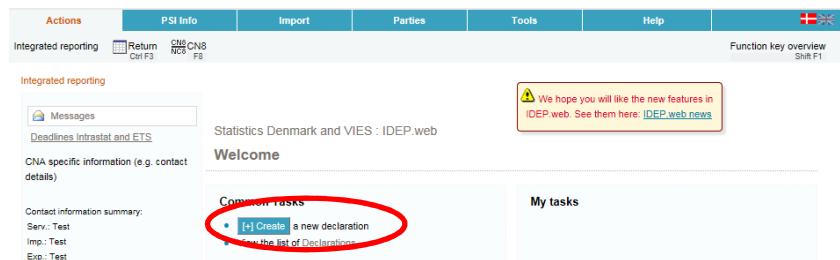 Actions PSI Info Import Parties Tools Help
Integrated reporting Return CN8 NC8 CN8 Function key overview
Ctrl F3 F8 Shift F1
Integrated reporting
We hope you will like the new features in
IDEP.web. See them here: IDEP.web news
Messages
Deadlines Intrastat and ETS
Statistics Denmark and VIES : IDEP.web
Welcome
CNA specific information (e.g. contact
details)
Common Tasks My tasks
Contact information summary:
[+] Create a new declaration
Serv.: Test
View the list of Declarations
Imp.: Test
Exp.: Test